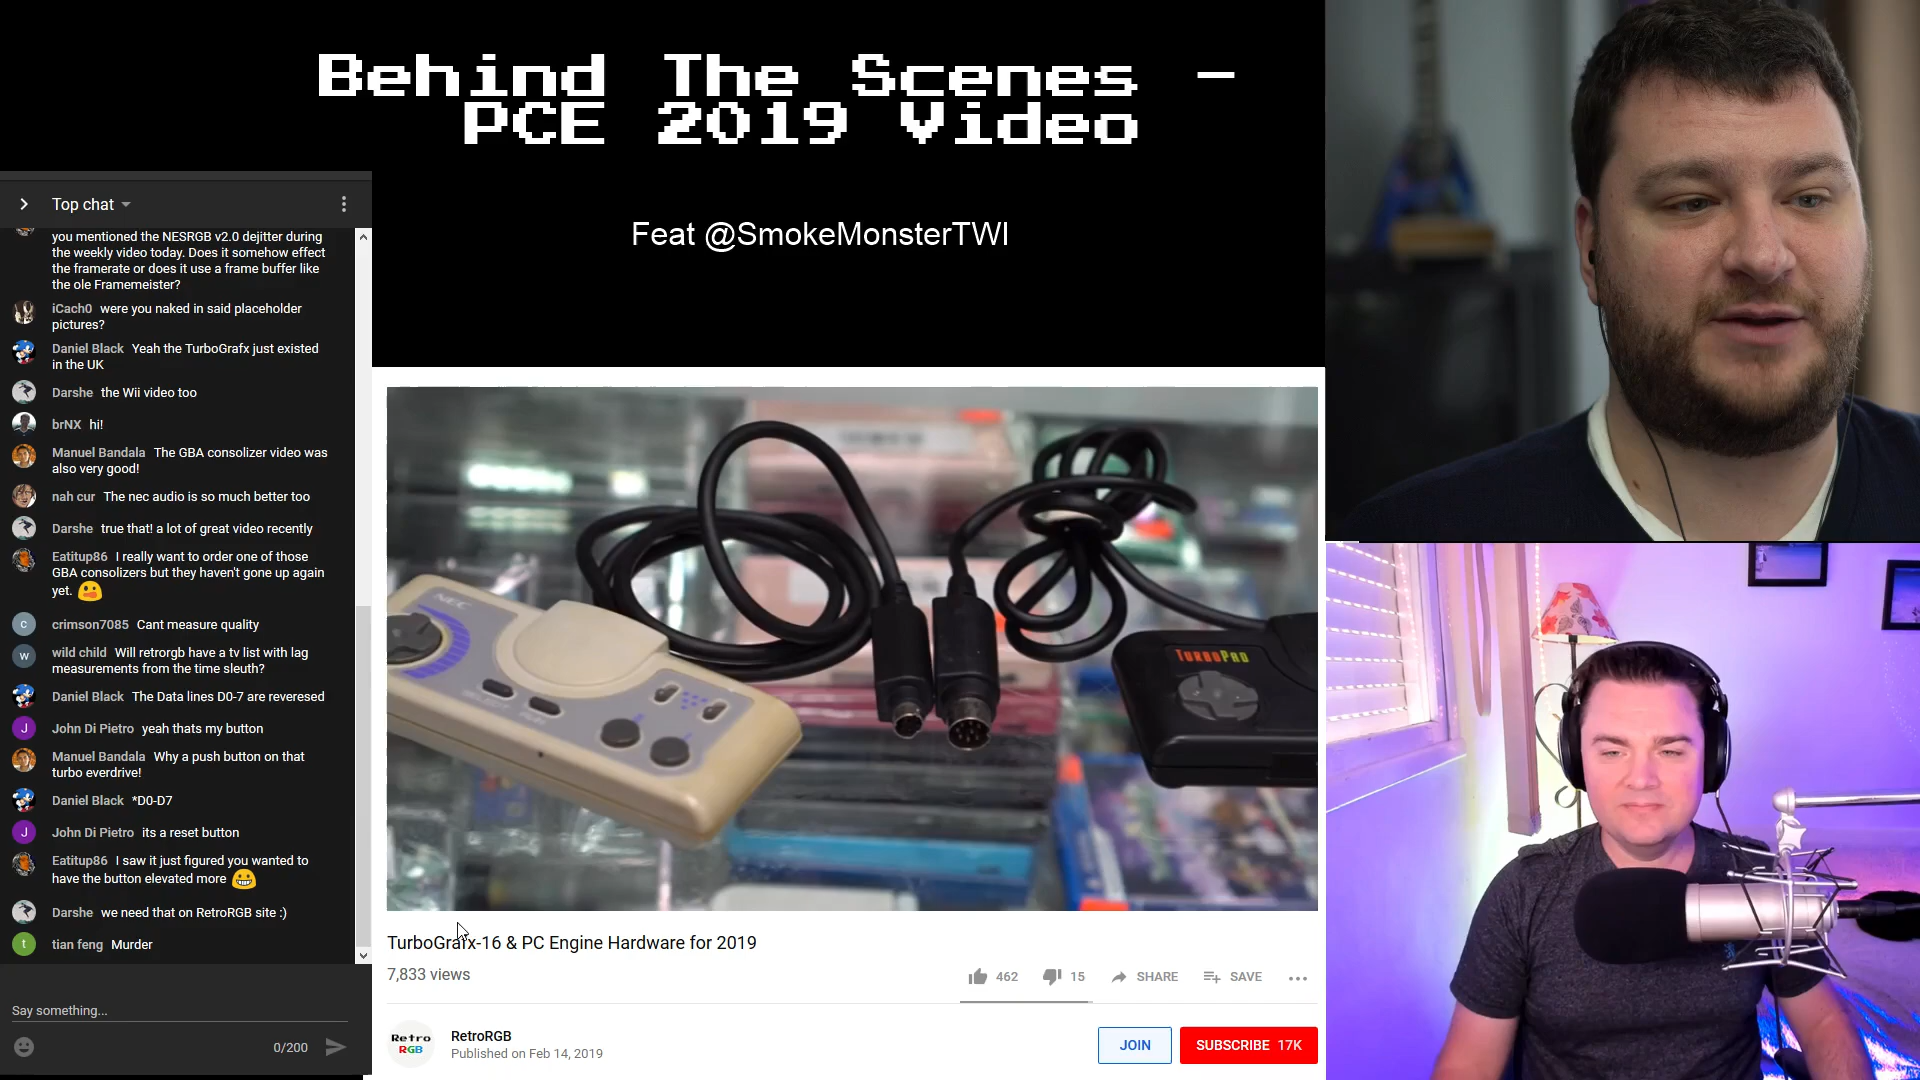 Behind The Scenes -
PCE 2019 Video
Feat @SmokeMonsterTWI
Top chat
you mentioned the NESRGB v2.0 dejitter during
the weekly video today. Does it somehow effect
the framerate or does it use a frame buffer like
the ole Framemeister?
iCach0 were you naked in said placeholder
pictures?
Daniel Black Yeah the TurboGrafx just existed
in the UK
Darshe the Wii video too
brNX hi!
Manuel Bandala The GBA consolizer video was
also very good!
nah cur The nec audio is so much better too
Darshe true that! a lot of great video recently
Eatitup86 I really want to order one of those
GBA consolizers but they haven't gone up again
yet.
c
crimson7085 Cant measure quality
w
wild child Will retrorgb have a tv list with lag
measurements from the time sleuth?
Daniel Black The Data lines D0-7 are reveresed
J
John Di Pietro yeah thats my button
Manuel Bandala Why a push button on that
turbo everdrive!
Daniel Black *D0-D7
J
John Di Pietro its a reset button
Eatitup86 I saw it just figured you wanted to
have the button elevated more
Darshe we need that on RetroRGB site :)
t
tian feng Murder
Say something...
0/200
NEC
TURBOPAD
TurboGrafx-16 & PC Engine Hardware for 2019
7,833 views
462
15
SHARE
SAVE
Retro
RGB
RetroRGB
Published on Feb 14, 2019
JOIN
SUBSCRIBE 17K